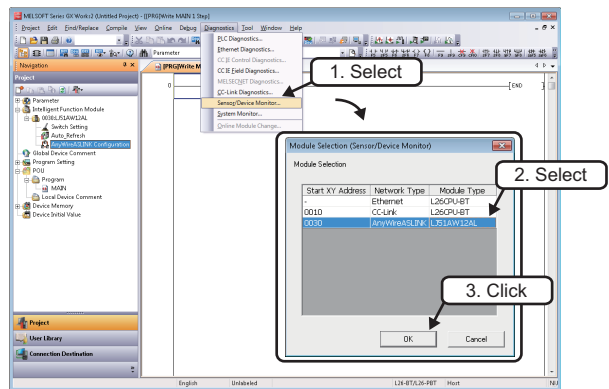 MELSOFT Series GX Works2 (Untitled Project) - [[PRG]Write MAIN 1 Step]
Project Edit Find/Replace Compile View Online Debug Diagnostics Tool Window Help
Parameter
Navigation
[PRG]Write M
Project
Parameter
Intelligent Function Module
0030:LJ51AW12AL
Switch Setting
Auto_Refresh
AnyWireASLINK Configuration
Global Device Comment
Program Setting
POU
Program
MAIN
Local Device Comment
Device Memory
Device Initial Value
Project
User Library
Connection Destination
PLC Diagnostics...
Ethernet Diagnostics...
CC IE Control Diagnostics...
CC IE Field Diagnostics...
MELSECNET Diagnostics...
CC-Link Diagnostics...
Sensor/Device Monitor...
System Monitor...
Online Module Change...
0
[END ]
1. Select
Module Selection (Sensor/Device Monitor)
Module Selection
Start XY Address Network Type Module Type
- Ethernet L26CPU-BT
0010 CC-Link L26CPU-BT
0030 AnyWireASLINK LJ51AW12AL
2. Select
3. Click
OK Cancel
English Unlabeled L26-BT/L26-PBT Host NU